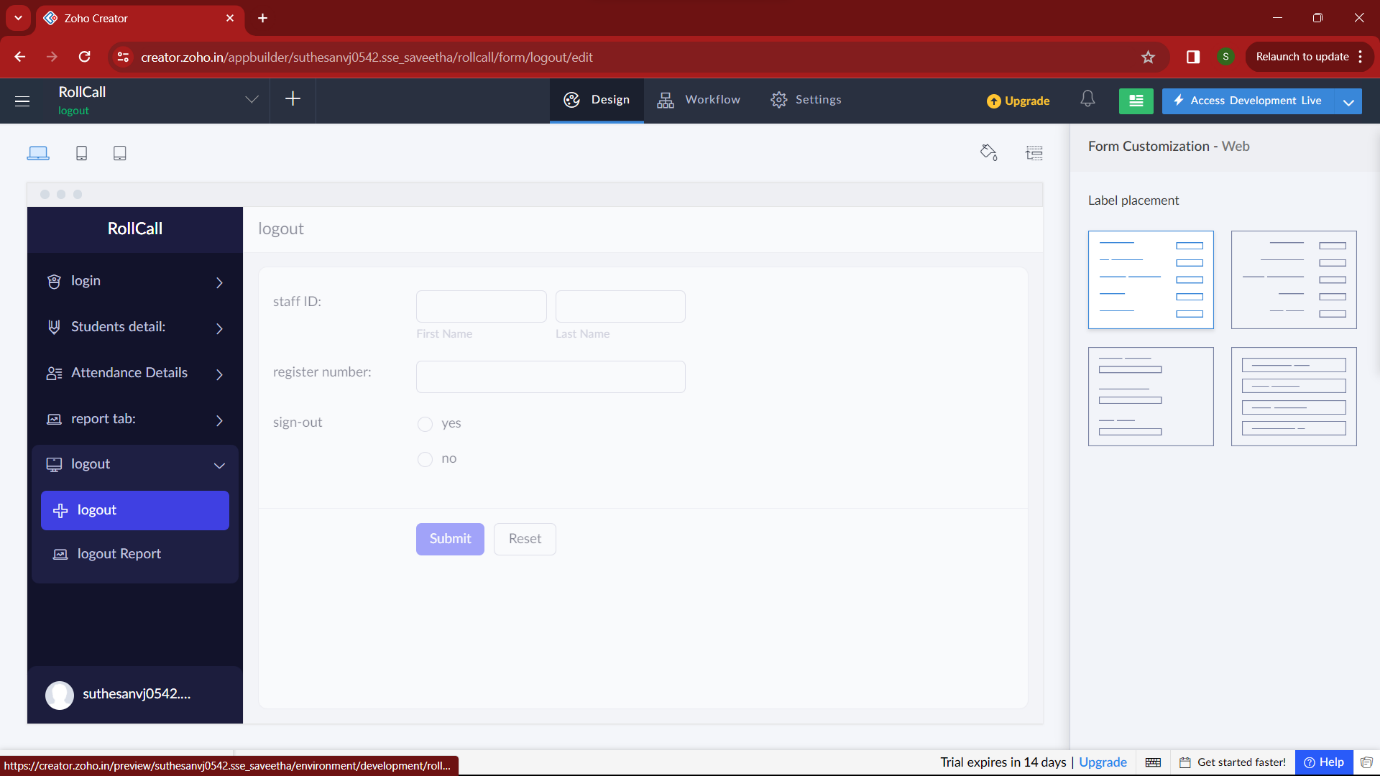 Zoho Creator
creator.zoho.in/appbuilder/suthesanvj0542.sse_saveetha/rollcall/form/logout/edit
S
Relaunch to update
RollCall
logout
Design
Workflow
Settings
Upgrade
Access Development Live
Form Customization - Web
Label placement
RollCall
login
Students detail:
Attendance Details
report tab:
logout
logout
logout Report
suthesanvj0542....
logout
staff ID:
First Name
Last Name
register number:
sign-out
yes
no
Submit
Reset
https://creator.zoho.in/preview/suthesanvj0542.sse_saveetha/environment/development/roll...
Trial expires in 14 days | Upgrade
Get started faster!
Help